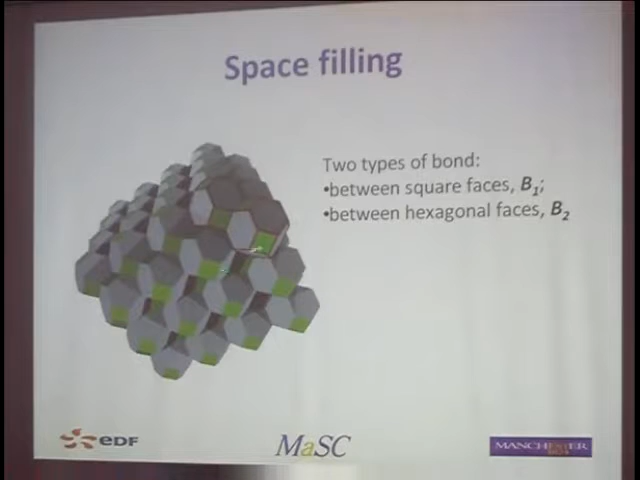 Space filling
Two types of bond:
•between square faces, B1;
•between hexagonal faces, B2
eDF
MaSC
MANCHESTER